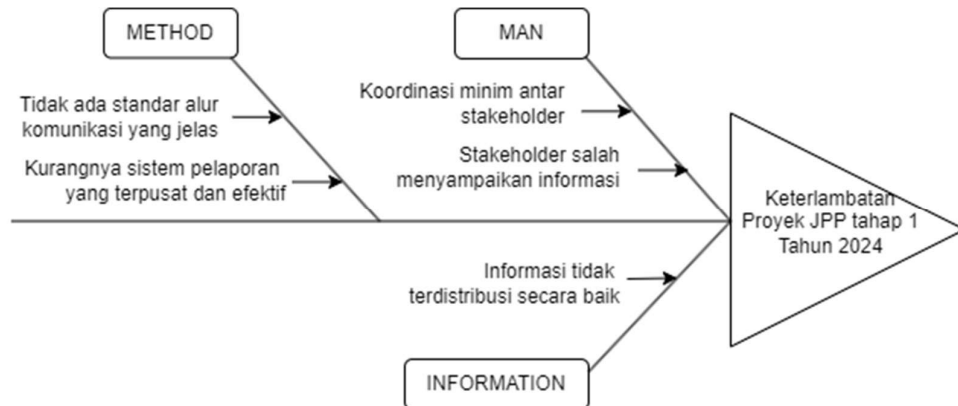 METHOD
MAN
Tidak ada standar alur
komunikasi yang jelas
Kurangnya sistem pelaporan
yang terpusat dan efektif
Koordinasi minim antar
stakeholder
Stakeholder salah
menyampaikan informasi
Keterlambatan
Proyek JPP tahap 1
Tahun 2024
Informasi tidak
terdistribusi secara baik
INFORMATION